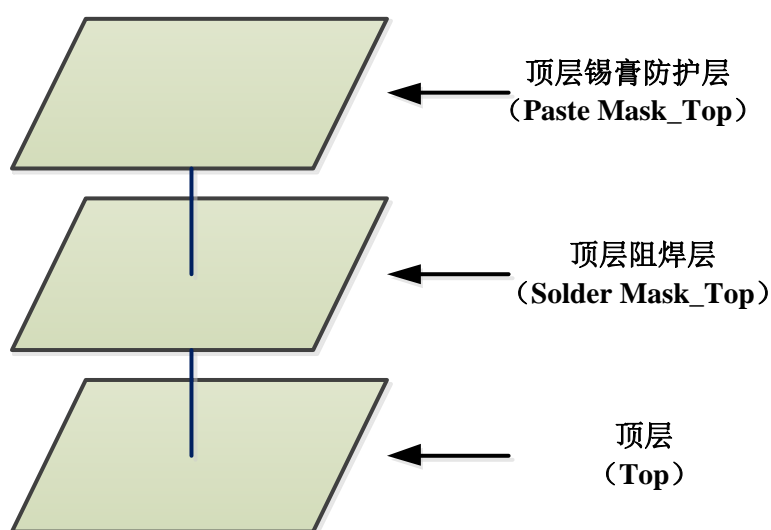 顶层锡膏防护层
（Paste Mask_Top）
顶层阻焊层
（Solder Mask_Top）
顶层
（Top）